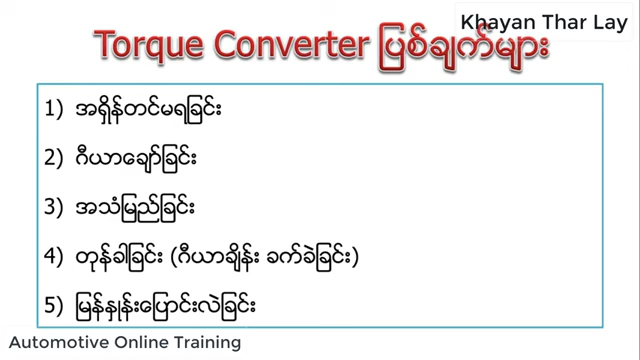 Khayan Thar Lay
Torque Converter ပြစ်ချက်များ
1) အရှိန်တင်မရခြင်း
2) ဂီယာချော်ခြင်း
3) အသံမြည်ခြင်း
4) တုန်ခါခြင်း (ဂီယာချိန်း ခက်ခဲခြင်း)
5) မြန်နှုန်းပြောင်းလဲခြင်း
Automotive Online Training